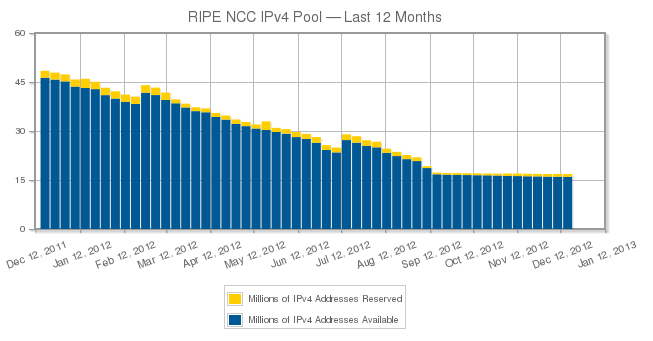 RIPE NCC IPv4 Pool — Last 12 Months
60
45
30
15
0
Dec 12, 2011
Jan 12, 2012
Feb 12, 2012
Mar 12, 2012
Apr 12, 2012
May 12, 2012
Jun 12, 2012
Jul 12, 2012
Aug 12, 2012
Sep 12, 2012
Oct 12, 2012
Nov 12, 2012
Dec 12, 2012
Jan 12, 2013
Millions of IPv4 Addresses Reserved
Millions of IPv4 Addresses Available